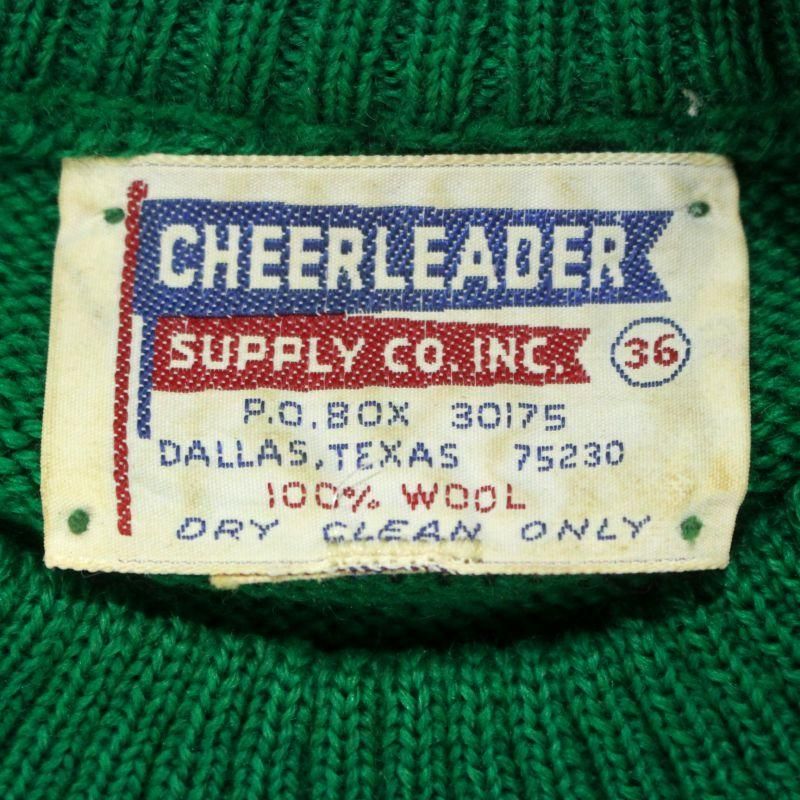 CHEERLEADER
SUPPLY CO. INC.
36
P.O. BOX 30175
DALLAS, TEXAS 75230
100% WOOL
DRY CLEAN ONLY